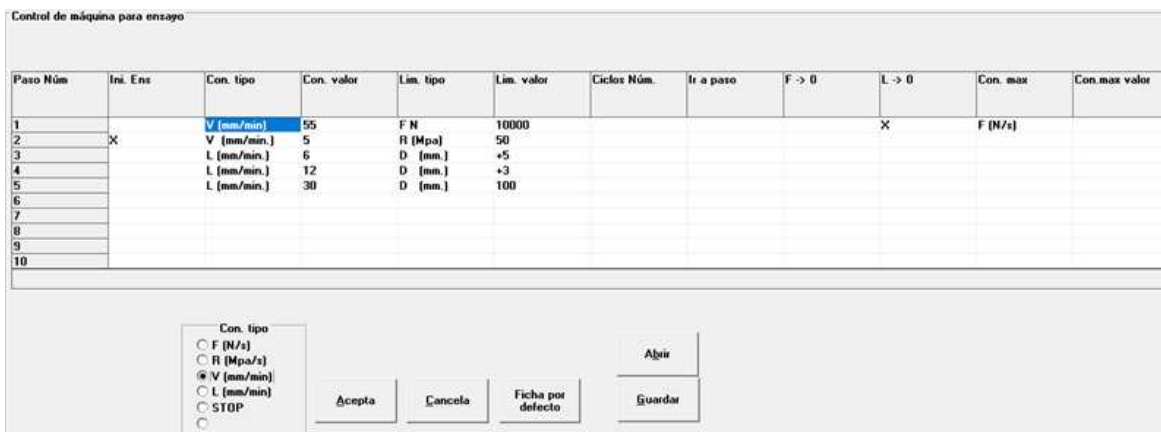 Control de máquina para ensayo
Paso Núm Ini. Ens Con. tipo Con. valor Lim. tipo Lim. valor Ciclos Núm. Ir a paso F -> 0 L -> 0 Con. max Con.max valor
1 V (mm/min) 55 F N 10000 X F (N/s)
2 X V (mm/min.) 5 R (Mpa) 50
3 L (mm/min.) 6 D (mm.) +5
4 L (mm/min.) 12 D (mm.) +3
5 L (mm/min.) 30 D (mm.) 100
6
7
8
9
10
Con. tipo
F (N/s)
R (Mpa/s)
V (mm/min)
L (mm/min)
STOP
Acepta Cancela Ficha por defecto
Abrir
Guardar